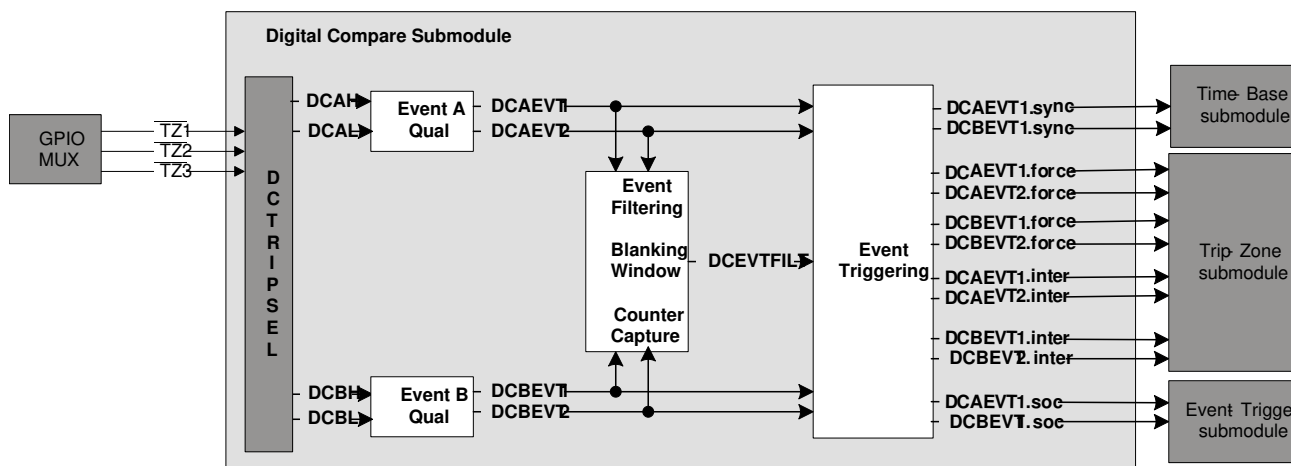 Digital Compare Submodule
GPIO
MUX
TZ1
TZ2
TZ3
DCTRIPSEL
DCAH
DCAL
Event A
Qual
DCAEVT1
DCAEVT2
Event
Filtering
Blanking
Window
Counter
Capture
DCEVTFILT
DCBH
DCBL
Event B
Qual
DCBEVT1
DCBEVT2
Event
Triggering
DCAEVT1.sync
DCBEVT1.sync
DCAEVT1.force
DCAEVT2.force
DCBEVT1.force
DCBEVT2.force
DCAEVT1.inter
DCAEVT2.inter
DCBEVT1.inter
DCBEVT2.inter
DCAEVT1.soc
DCBEVT1.soc
Time-Base
submodule
Trip-Zone
submodule
Event-Trigge
submodule